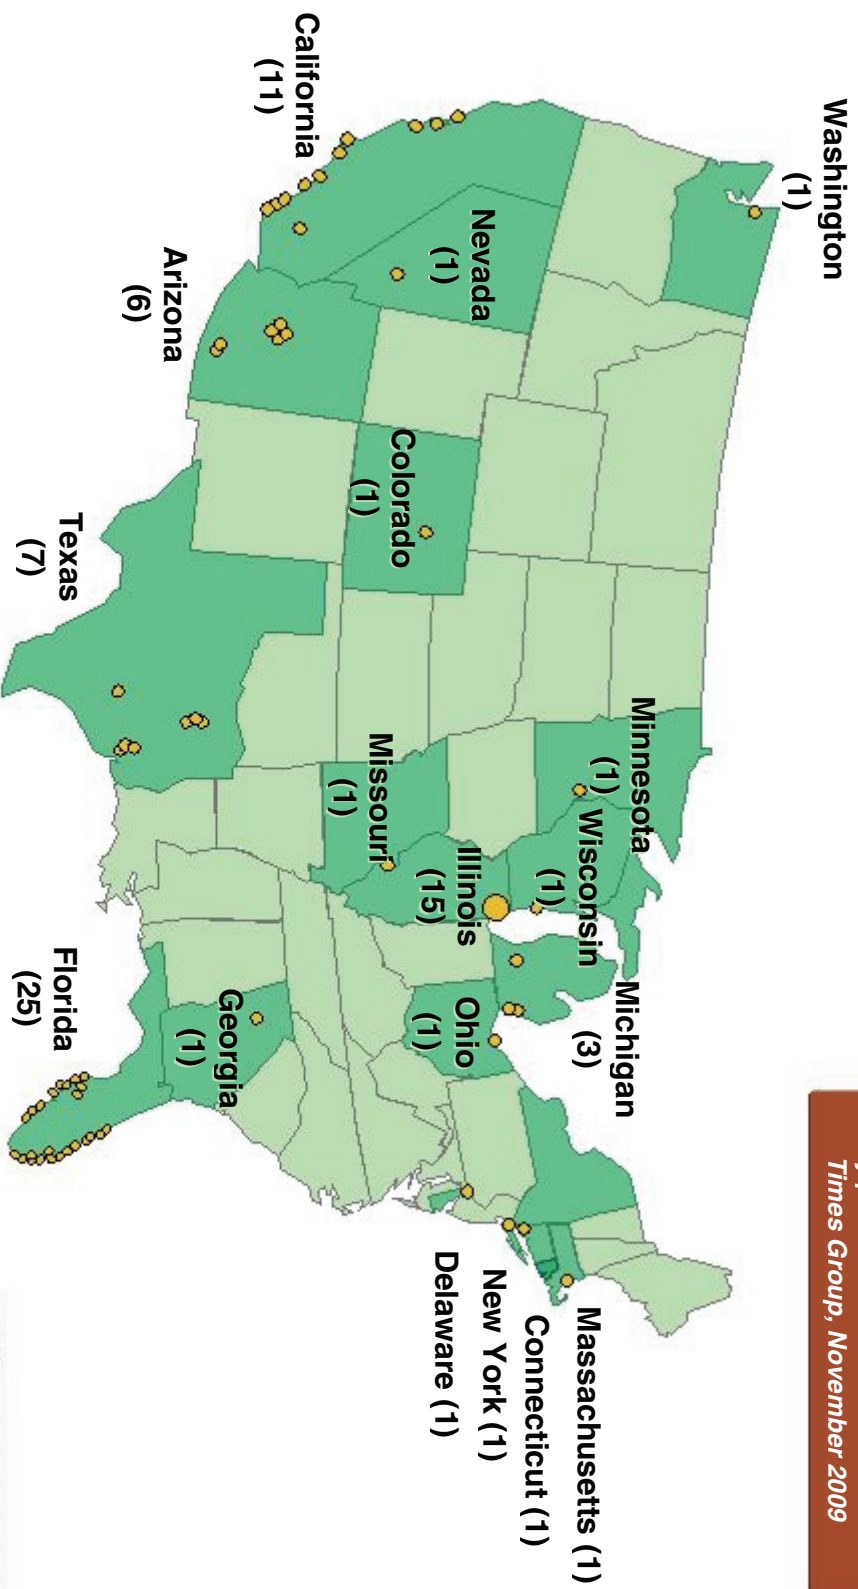 Times Group, November 2009
Washington
(1)
California
(11)
Nevada
(1)
Arizona
(6)
Colorado
(1)
Texas
(7)
Minnesota
(1)
Wisconsin
(1)
Missouri
(1)
Illinois
(15)
Michigan
(3)
Ohio
(1)
Georgia
(1)
Florida
(25)
Massachusetts (1)
Connecticut (1)
New York (1)
Delaware (1)